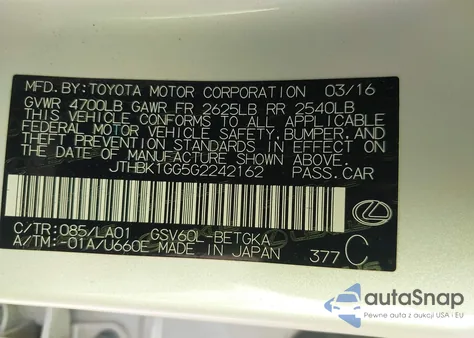 MFD. BY: TOYOTA MOTOR CORPORATION 03/16
GVWR 4700LB GAWR FR 2625LB RR 2540LB
THIS VEHICLE CONFORMS TO ALL APPLICABLE
FEDERAL MOTOR VEHICLE SAFETY, BUMPER, AND
THEFT PREVENTION STANDARDS IN EFFECT ON
THE DATE OF MANUFACTURE SHOWN ABOVE.
JTHBK1GG5G2242162 PASS. CAR
C/TR: 085/LA01 GSV60L-BETGKA
A/TM: -01A/U660E MADE IN JAPAN 377 C
autoSnap
Pewne auta z aukcji USA i EU